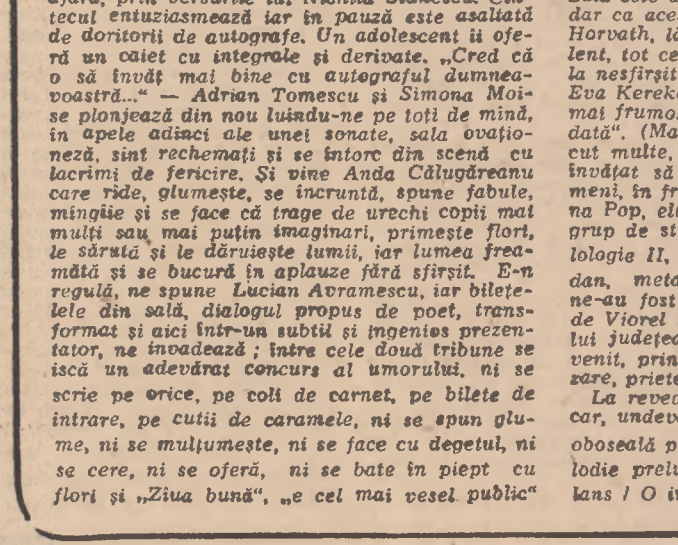 tecul entuziasmează iar în pauză este asaltată
de doritorii de autografe. Un adolescent îi ofe-
ră un caiet cu integrale și derivate. „Cred că
o să învăț mai bine cu autograful dumnea-
voastră...“ — Adrian Tomescu și Simona Moi-
se plonjează din nou luîndu-ne pe toți de mînă,
în apele adînci ale unei sonate, sala ovațio-
nează, sînt rechemați și se întorc din scenă cu
lacrimi de fericire. Și vine Anda Călugăreanu
care rîde, glumește, se încruntă, spune fabule,
mîngîie și se face că trage de urechi copii mai
mulți sau mai puțin imaginari, primește flori,
le sărută și le dăruiește lumii, iar lumea frea-
mătă și se bucură în aplauze fără sfîrșit. E-n
regulă, ne spune Lucian Avramescu, iar bilețe-
lele din sală, dialogul propus de poet, trans-
format și aici într-un subtil și ingenios prezen-
tator, ne invadează ; între cele două tribune se
iscă un adevărat concurs al umorului, ni se
scrie pe orice, pe coli de carnet, pe bilete de
intrare, pe cutii de caramele, ni se spun glu-
me, ni se mulțumește, ni se face cu degetul, ni
se cere, ni se oferă, ni se bate în piept cu
flori și „Ziua bună“, „e cel mai vesel public“
dar ca ace
Horvath, lă
lent, tot ce
la nesfîrșit
Eva Kerek
mai frumo
dată“. (Ma
cut multe,
învățat să
meni, în fr
na Pop, el
grup de st
lologie II,
dan, meto
ne-au fost
de Viorel
lui județe
venit, prin
zare, priete
La reved
car, undev
oboseală p
lodie prelu
lans / O i